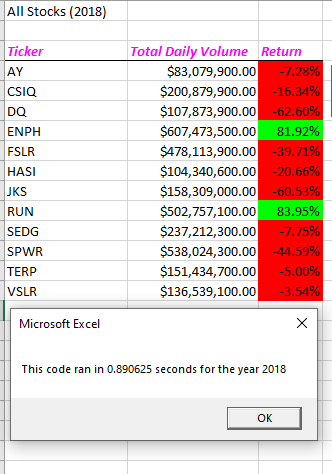 All Stocks (2018)
Ticker Total Daily Volume Return
AY $83,079,900.00 -7.28%
CSIQ $200,879,900.00 -16.34%
DQ $107,873,900.00 -62.60%
ENPH $607,473,500.00 81.92%
FSLR $478,113,900.00 -39.71%
HASI $104,340,600.00 -20.66%
JKS $158,309,000.00 -60.53%
RUN $502,757,100.00 83.95%
SEDG $237,212,300.00 -7.75%
SPWR $538,024,300.00 -44.59%
TERP $151,434,700.00 -5.00%
VSLR $136,539,100.00 -3.54%
Microsoft Excel
This code ran in 0.890625 seconds for the year 2018
OK